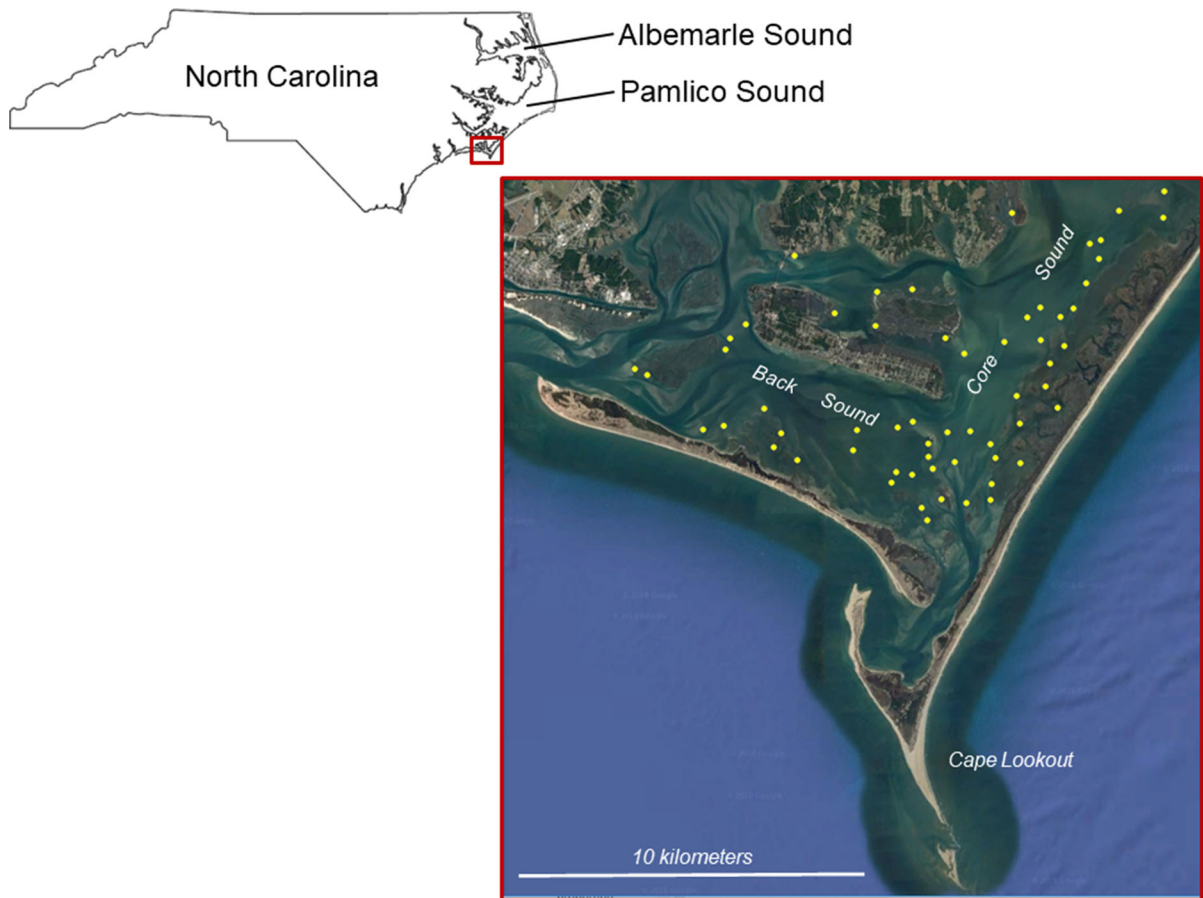 Albemarle Sound
North Carolina
Pamlico Sound
Sound
Core
Back Sound
Cape Lookout
10 kilometers